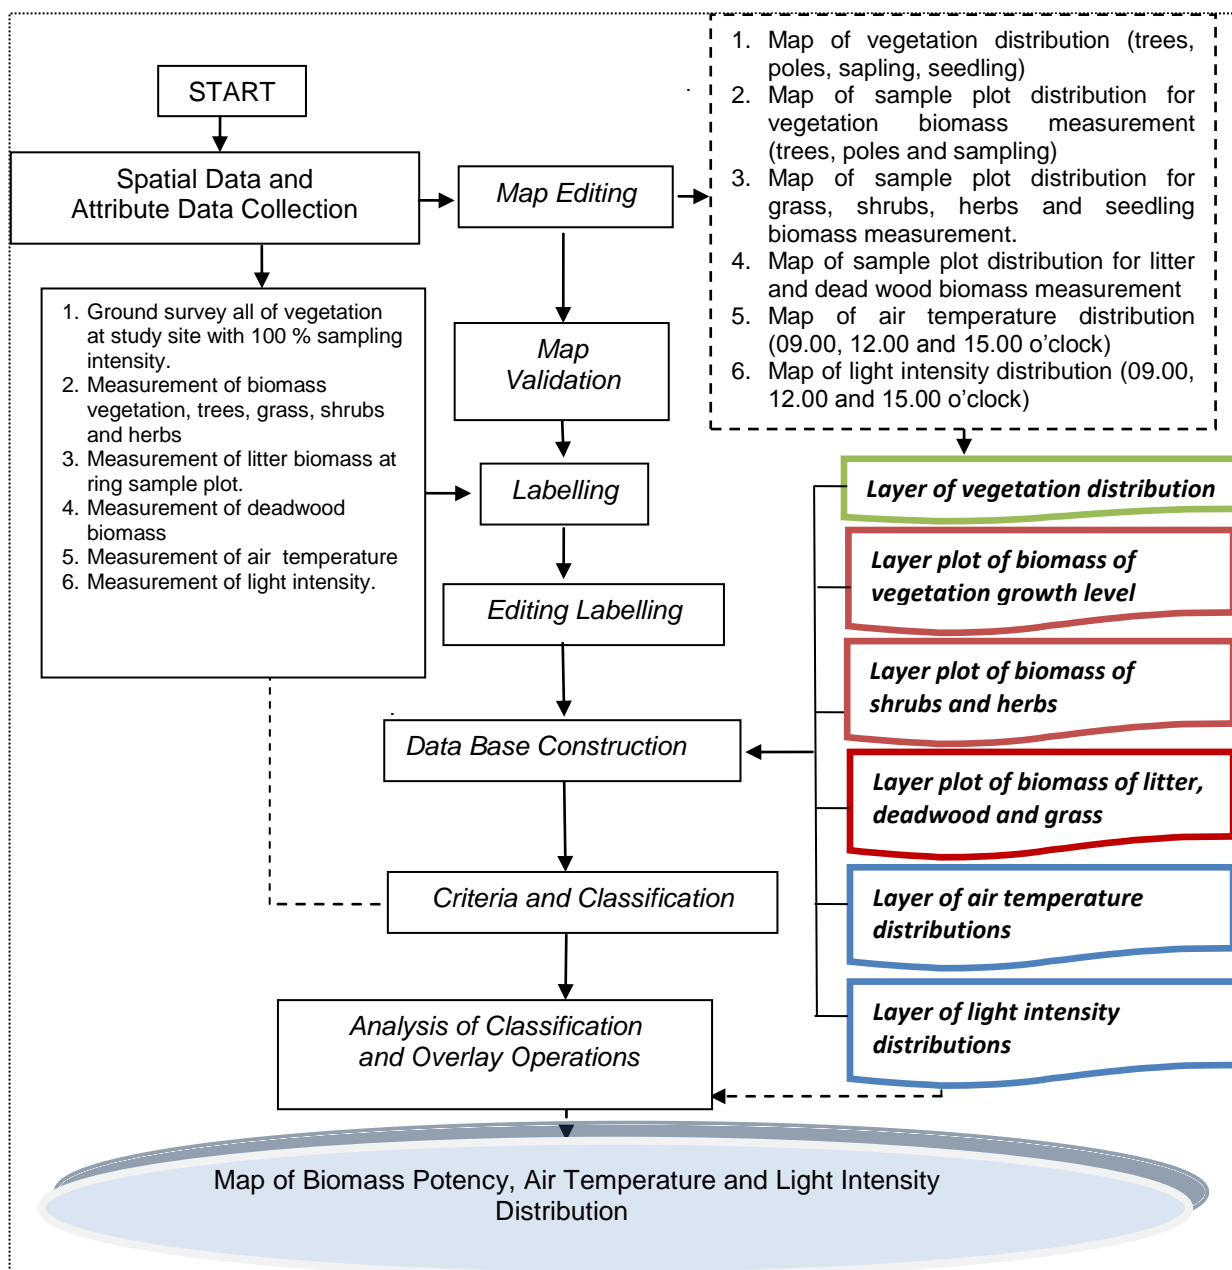 START
Spatial Data and
Attribute Data Collection
Map Editing
1. Map of vegetation distribution (trees,
poles, sapling, seedling)
2. Map of sample plot distribution for
vegetation biomass measurement
(trees, poles and sampling)
3. Map of sample plot distribution for
grass, shrubs, herbs and seedling
biomass measurement.
4. Map of sample plot distribution for litter
and dead wood biomass measurement
5. Map of air temperature distribution
(09.00, 12.00 and 15.00 o’clock)
6. Map of light intensity distribution (09.00,
12.00 and 15.00 o’clock)
1. Ground survey all of vegetation
at study site with 100 % sampling
intensity.
2. Measurement of biomass
vegetation, trees, grass, shrubs
and herbs
3. Measurement of litter biomass at
ring sample plot.
4. Measurement of deadwood
biomass
5. Measurement of air temperature
6. Measurement of light intensity.
Map
Validation
Labelling
Editing Labelling
Data Base Construction
Criteria and Classification
Analysis of Classification
and Overlay Operations
Layer of vegetation distribution
Layer plot of biomass of
vegetation growth level
Layer plot of biomass of
shrubs and herbs
Layer plot of biomass of litter,
deadwood and grass
Layer of air temperature
distributions
Layer of light intensity
distributions
Map of Biomass Potency, Air Temperature and Light Intensity
Distribution